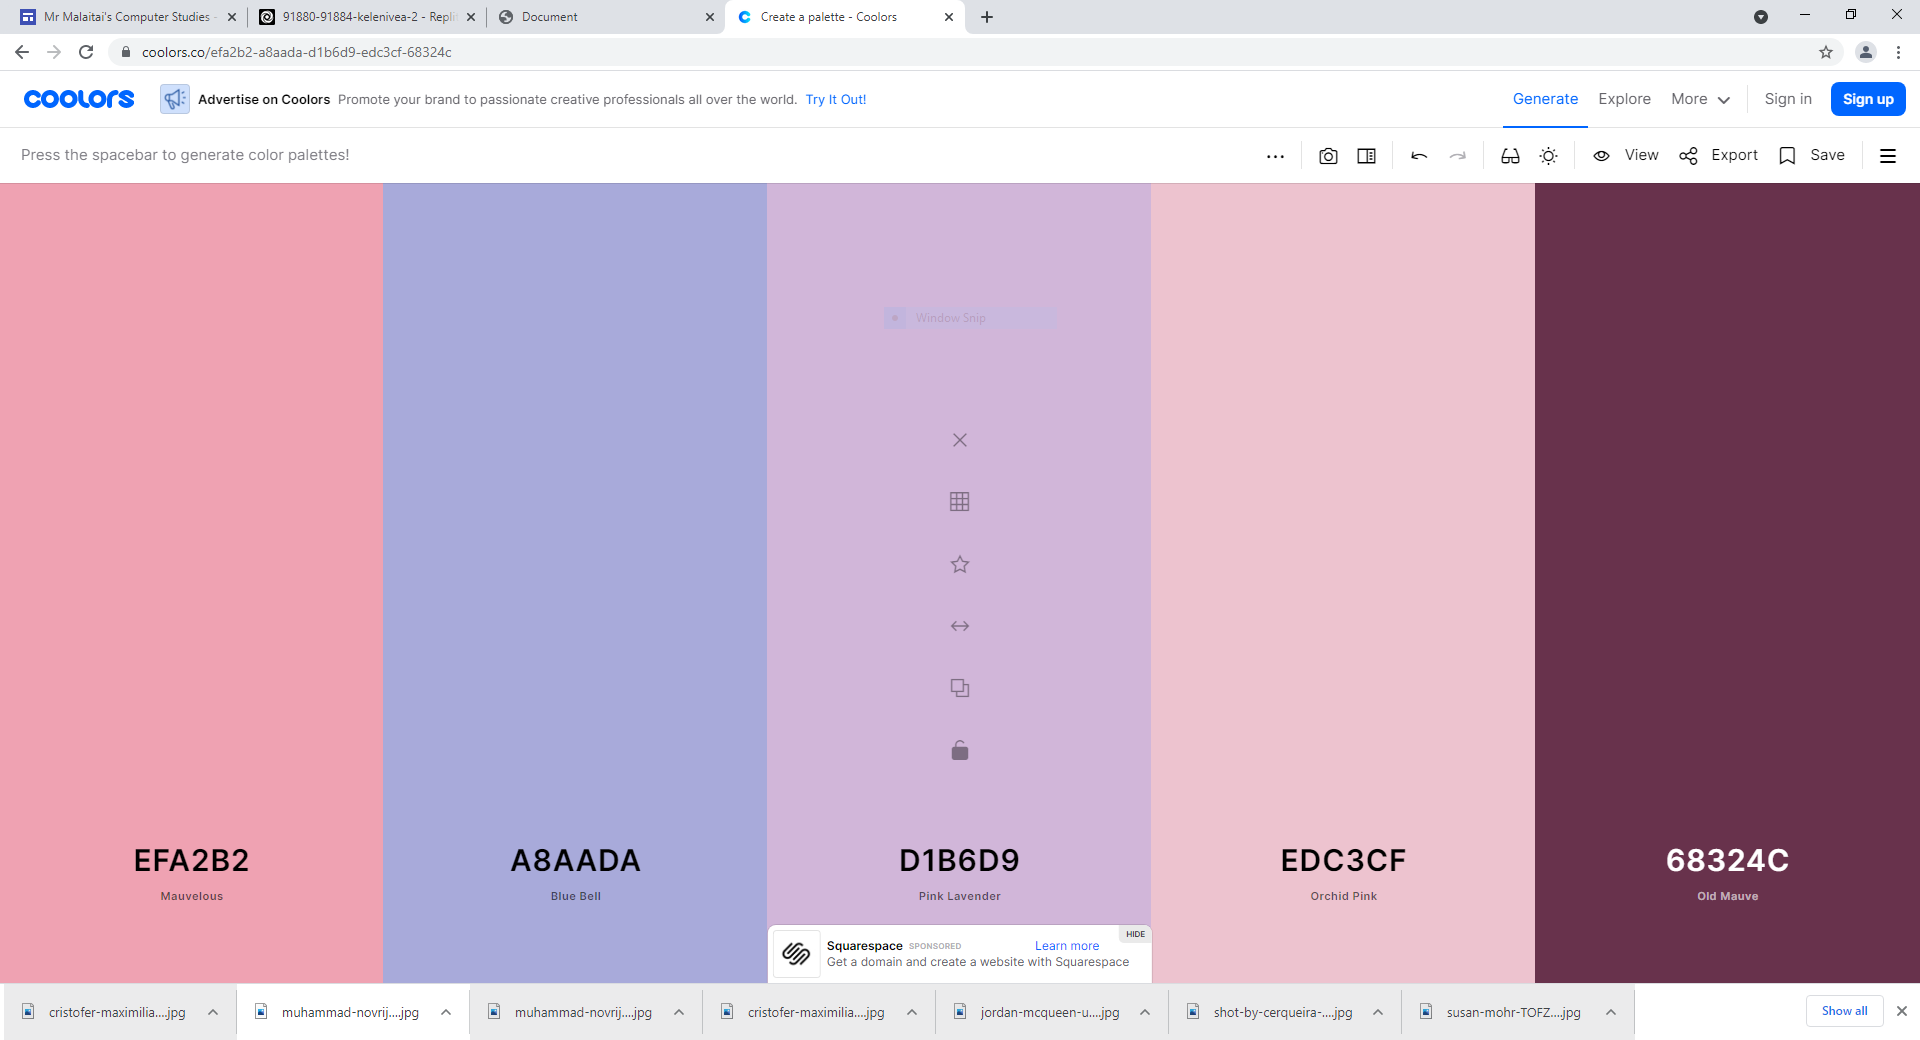 Mr Malaitai's Computer Studies -
91880-91884-kelenivea-2 - Replit
Document
Create a palette - Coolors
coolors.co/efa2b2-a8aada-d1b6d9-edc3cf-68324c
coolors
Advertise on Coolors Promote your brand to passionate creative professionals all over the world. Try It Out!
Generate Explore More Sign in Sign up
Press the spacebar to generate color palettes!
View Export Save
Window Snip
EFA2B2
Mauvelous
A8AADA
Blue Bell
D1B6D9
Pink Lavender
EDC3CF
Orchid Pink
68324C
Old Mauve
HIDE
Squarespace SPONSORED Learn more
Get a domain and create a website with Squarespace
cristofer-maximilia....jpg
muhammad-novrij....jpg
muhammad-novrij....jpg
cristofer-maximilia....jpg
jordan-mcqueen-u....jpg
shot-by-cerqueira-....jpg
susan-mohr-TOFZ....jpg
Show all